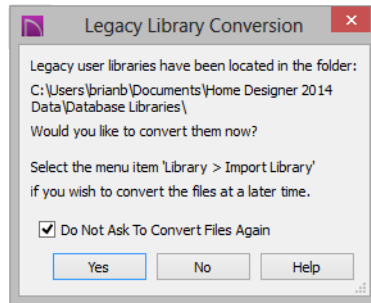 Legacy Library Conversion
Legacy user libraries have been located in the folder:
C:\Users\brianb\Documents\Home Designer 2014
Data\Database Libraries\
Would you like to convert them now?
Select the menu item 'Library > Import Library'
if you wish to convert the files at a later time.
Do Not Ask To Convert Files Again
Yes No Help